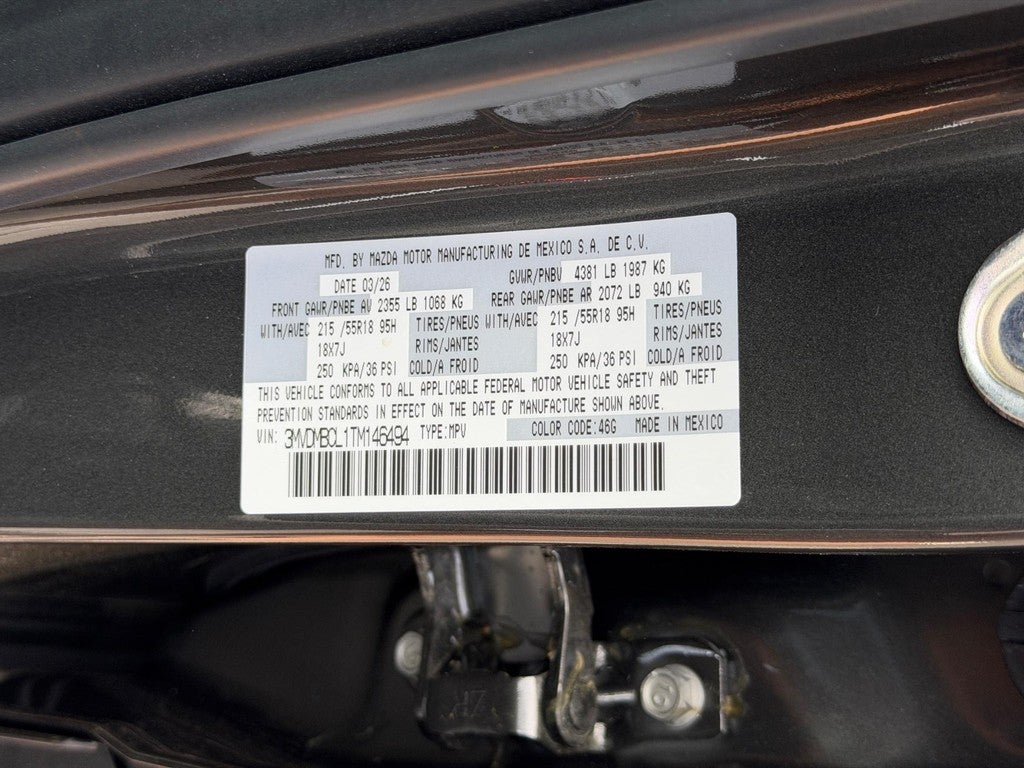 MFD. BY MAZDA MOTOR MANUFACTURING DE MEXICO S.A. DE C.V.
DATE 03/26 GVWR/PNBV 4381 LB 1987 KG
FRONT GAWR/PNBE AV 2355 LB 1068 KG REAR GAWR/PNBE AR 2072 LB 940 KG
WITH/AVEC 215 /55R18 95H TIRES/PNEUS WITH/AVEC 215 /55R18 95H TIRES/PNEUS
18X7J RIMS/JANTES 18X7J RIMS/JANTES
250 KPA/36 PSI COLD/A FROID 250 KPA/36 PSI COLD/A FROID
THIS VEHICLE CONFORMS TO ALL APPLICABLE FEDERAL MOTOR VEHICLE SAFETY AND THEFT
PREVENTION STANDARDS IN EFFECT ON THE DATE OF MANUFACTURE SHOWN ABOVE.
VIN: 3MVDMBCL1TM146494 TYPE:MPV COLOR CODE:46G MADE IN MEXICO